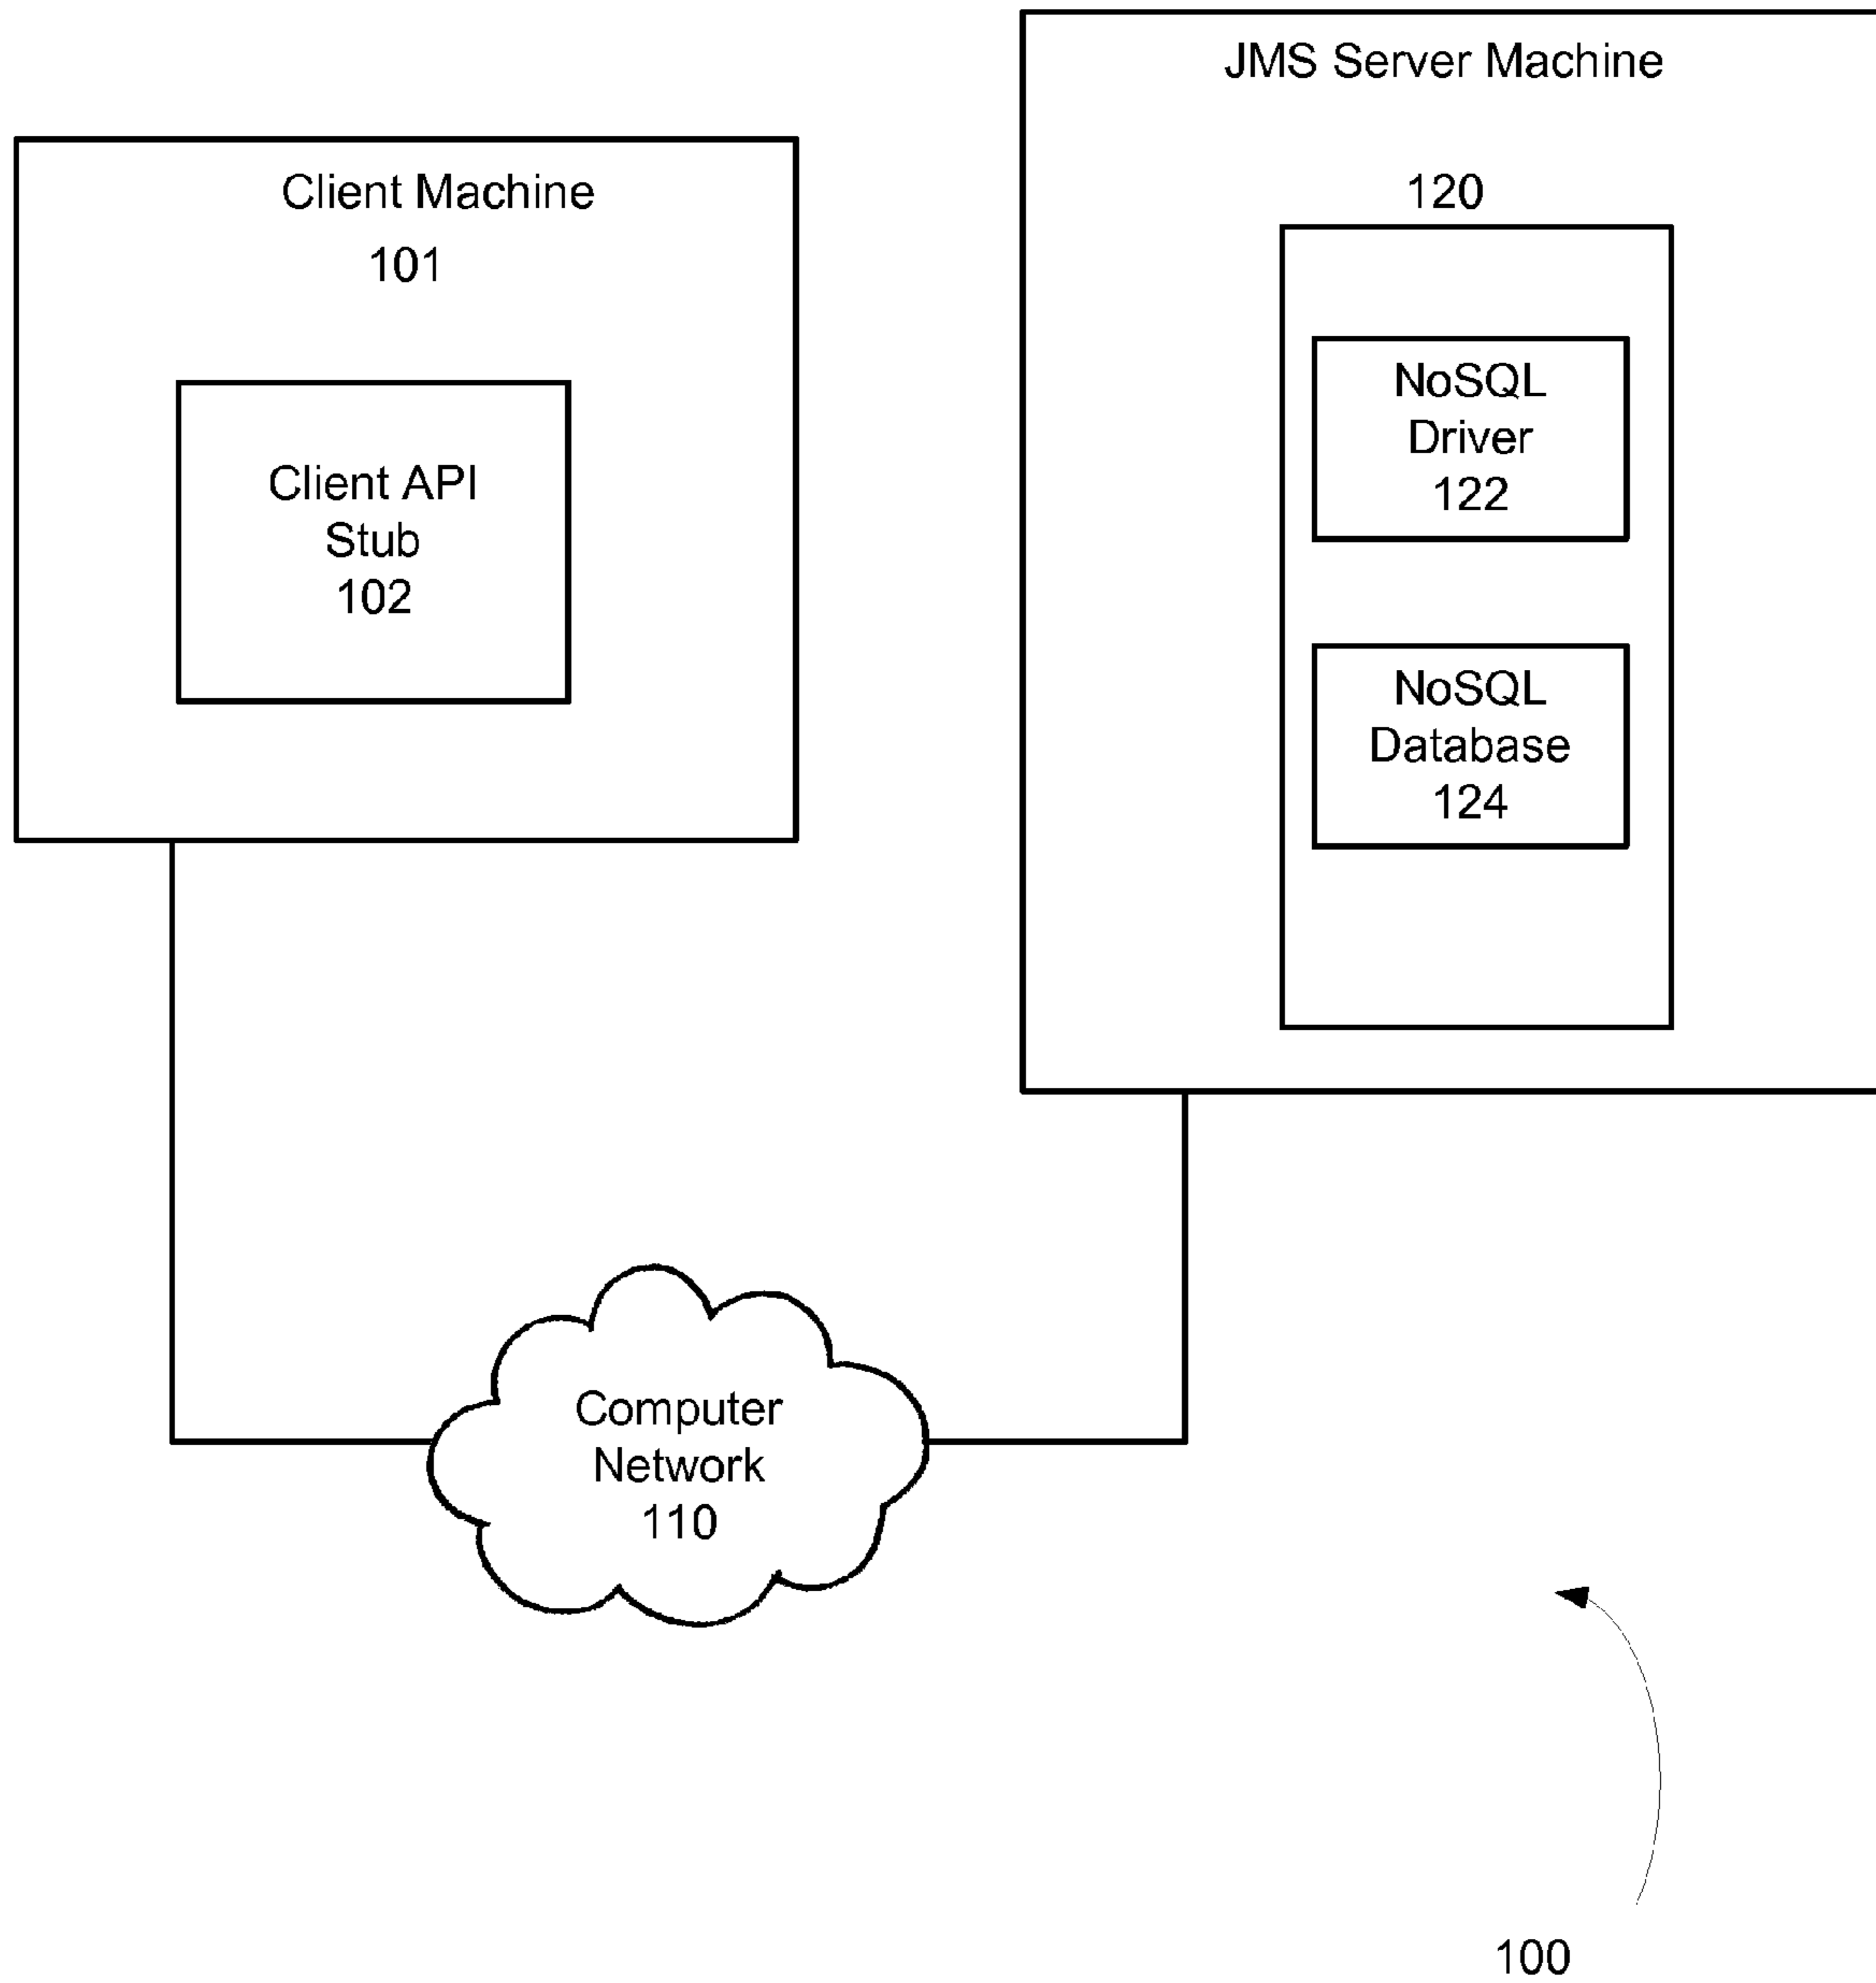 JMS Server Machine
120
Client Machine
101
NoSQL
Driver
122
Client API
Stub
102
NoSQL
Database
124
Computer
Network
110
100